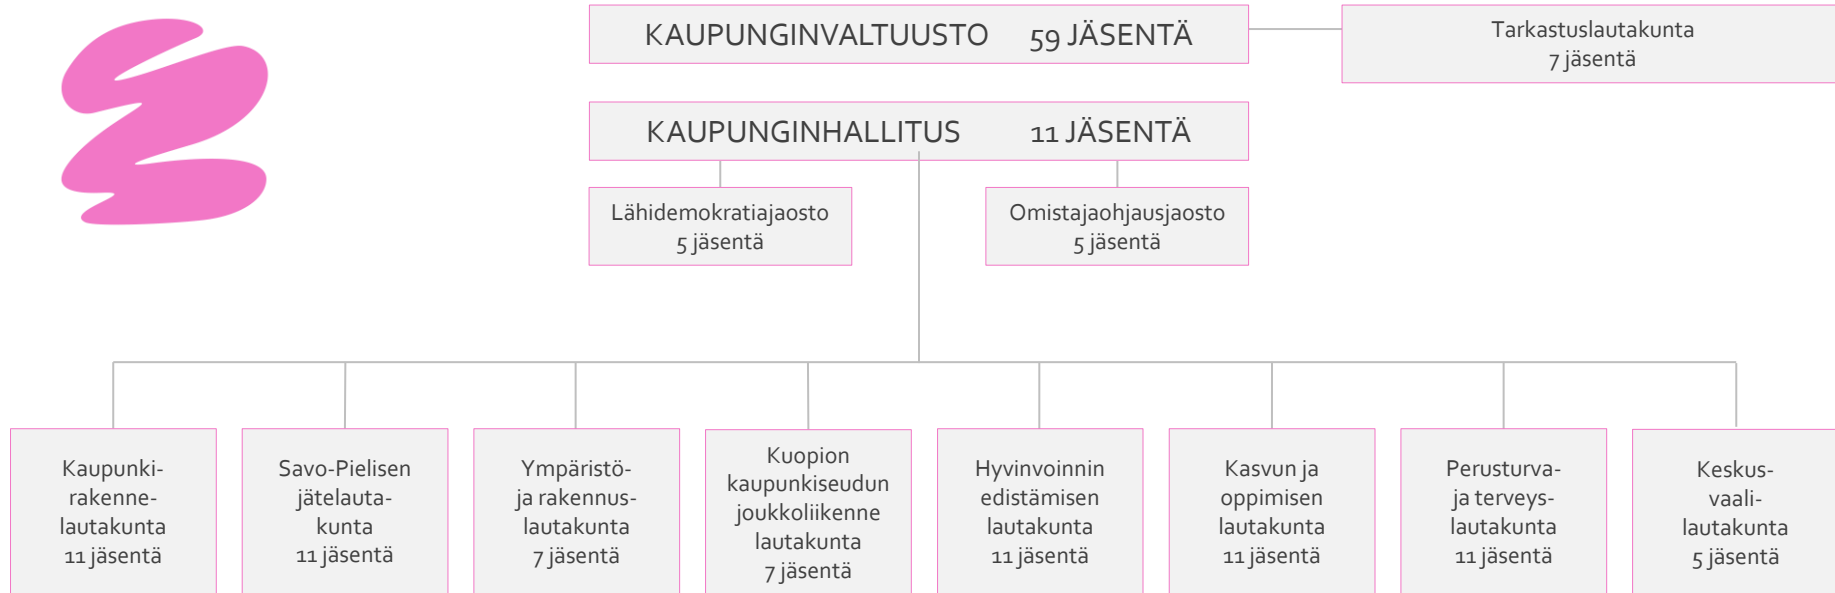 KAUPUNGINVALTUUSTO 59 JÄSENTÄ
Tarkastuslautakunta
7 jäsentä
KAUPUNGINHALLITUS 11 JÄSENTÄ
Lähidemokratiajaosto
5 jäsentä
Omistajaohjausjaosto
5 jäsentä
Kaupunki-
rakenne-
lautakunta
11 jäsentä
Savo-Pielisen
jätelauta-
kunta
11 jäsentä
Ympäristö-
ja rakennus-
lautakunta
7 jäsentä
Kuopion
kaupunkiseudun
joukkoliikenne
lautakunta
7 jäsentä
Hyvinvoinnin
edistämisen
lautakunta
11 jäsentä
Kasvun ja
oppimisen
lautakunta
11 jäsentä
Perusturva-
ja terveys-
lautakunta
11 jäsentä
Keskus-
vaali-
lautakunta
5 jäsentä